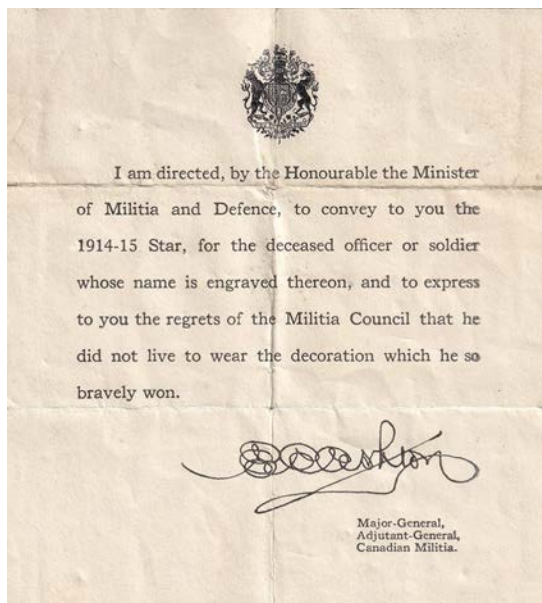 I am directed, by the Honourable the Minister
of Militia and Defence, to convey to you the
1914-15 Star, for the deceased officer or soldier
whose name is engraved thereon, and to express
to you the regrets of the Militia Council that he
did not live to wear the decoration which he so
bravely won.
Major-General,
Adjutant-General,
Canadian Militia.